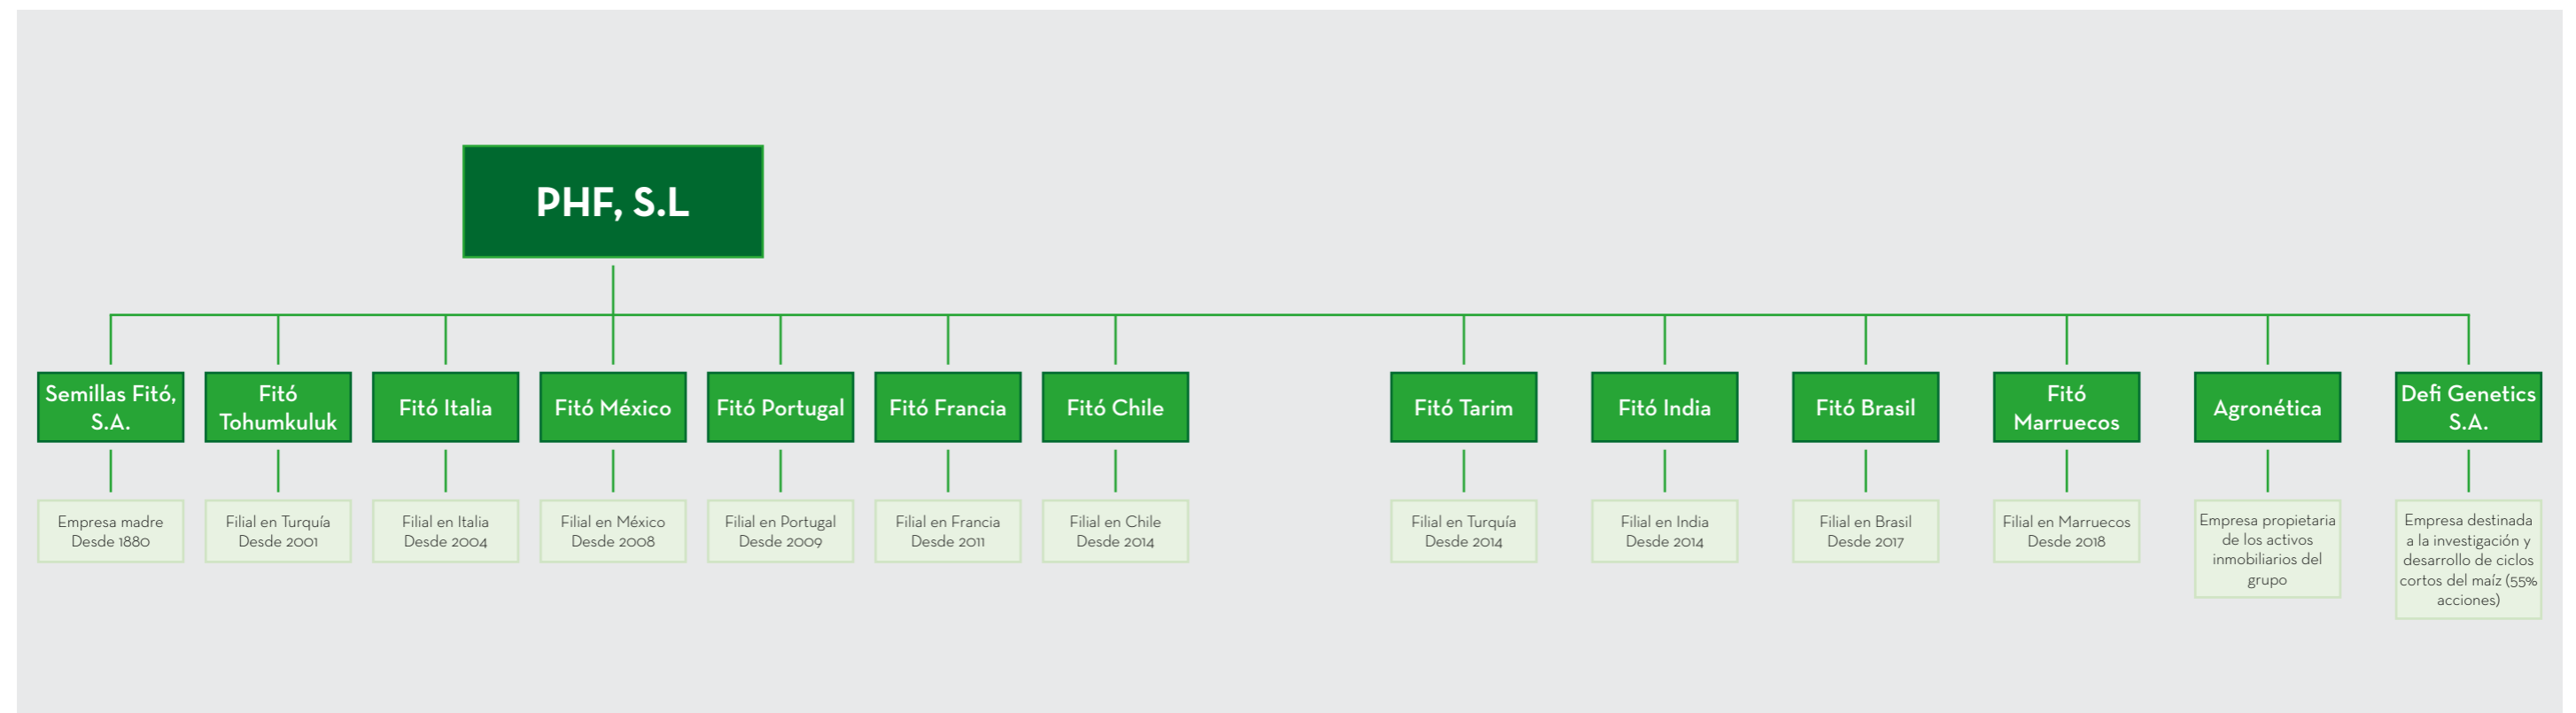 PHF, S.L
Semillas Fitó,
S.A.
Fitó
Tohumkuluk
Fitó Italia
Fitó México
Fitó Portugal
Fitó Francia
Fitó Chile
Fitó Tarim
Fitó India
Fitó Brasil
Fitó
Marruecos
Agronética
Defi Genetics
S.A.
Empresa madre
Desde 1880
Filial en Turquía
Desde 2001
Filial en Italia
Desde 2004
Filial en México
Desde 2008
Filial en Portugal
Desde 2009
Filial en Francia
Desde 2011
Filial en Chile
Desde 2014
Filial en Turquía
Desde 2014
Filial en India
Desde 2014
Filial en Brasil
Desde 2017
Filial en Marruecos
Desde 2018
Empresa propietaria
de los activos
inmobiliarios del
grupo
Empresa destinada
a la investigación y
desarrollo de ciclos
cortos del maíz (55%
acciones)